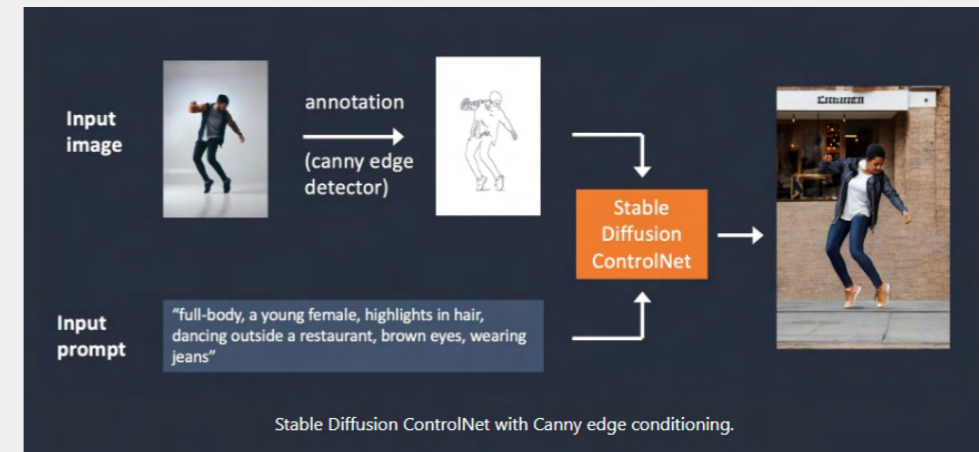 Input
image
annotation
(canny edge
detector)
Stable
Diffusion
ControlNet
Input
prompt
“full-body, a young female, highlights in hair,
dancing outside a restaurant, brown eyes, wearing
jeans”
Stable Diffusion ControlNet with Canny edge conditioning.